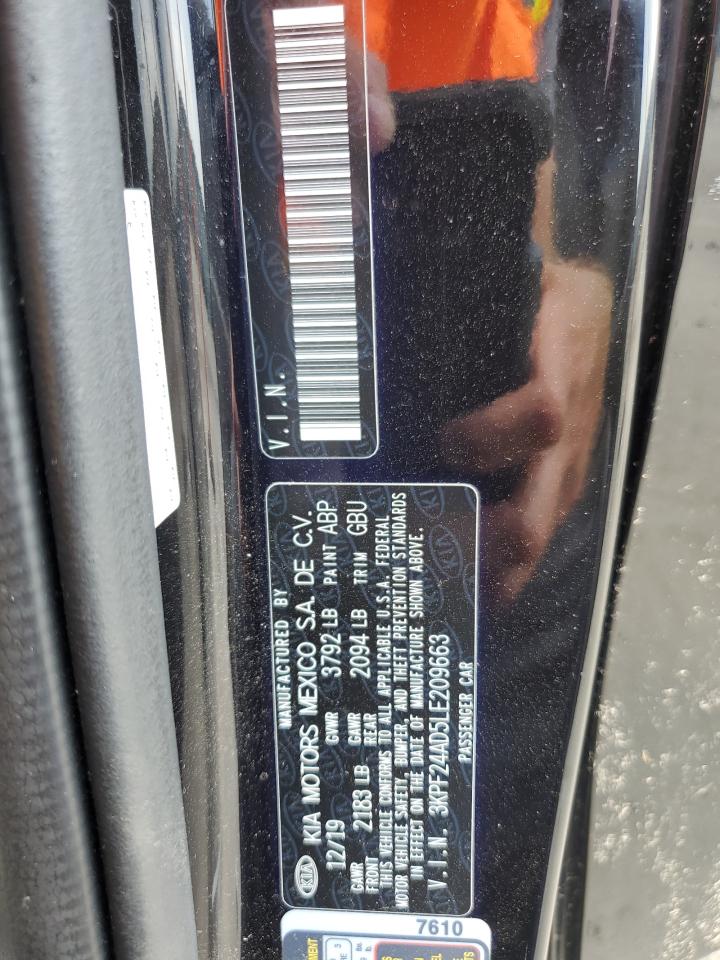 V.I.N.
MANUFACTURED BY
KIA KIA MOTORS MEXICO S.A. DE C.V.
12/19 GVWR 3792 LB PAINT ABP
GAWR FRONT 2183 LB GAWR REAR 2094 LB TRIM GBU
THIS VEHICLE CONFORMS TO ALL APPLICABLE U.S.A. FEDERAL
MOTOR VEHICLE SAFETY, BUMPER, AND THEFT PREVENTION STANDARDS
IN EFFECT ON THE DATE OF MANUFACTURE SHOWN ABOVE.
V.I.N. 3KPF24AD5LE209663
PASSENGER CAR
7610